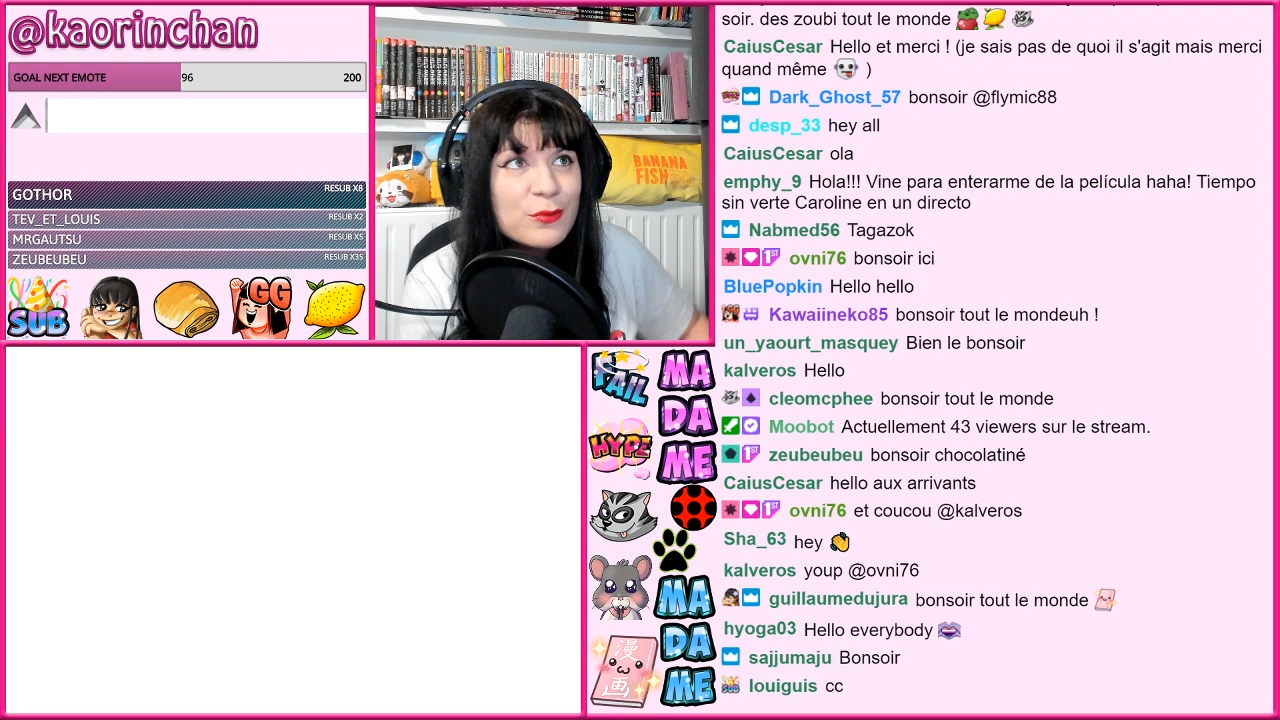 @kaorinchan
GOAL NEXT EMOTE 96 200
GOTHOR RESUB X8
TEV_ET_LOUIS RESUB X2
MRGAUTSU RESUB X5
ZEUBEUBEU RESUB X35
SUB
GG
BANANA
FISH
FAIL
MA
DA
ME
HYPE
MA
DA
ME
漫
画
soir. des zoubi tout le monde
CaiusCesar Hello et merci ! (je sais pas de quoi il s'agit mais merci
quand même )
Dark_Ghost_57 bonsoir @flymic88
desp_33 hey all
CaiusCesar ola
emphy_9 Hola!!! Vine para enterarme de la película haha! Tiempo
sin verte Caroline en un directo
Nabmed56 Tagazok
1ST ovni76 bonsoir ici
BluePopkin Hello hello
Kawaiineko85 bonsoir tout le mondeuh !
un_yaourt_masquey Bien le bonsoir
kalveros Hello
cleomcphee bonsoir tout le monde
Moobot Actuellement 43 viewers sur le stream.
1ST zeubeubeu bonsoir chocolatiné
CaiusCesar hello aux arrivants
1ST ovni76 et coucou @kalveros
Sha_63 hey
kalveros youp @ovni76
guillaumedujura bonsoir tout le monde
hyoga03 Hello everybody
sajjumaju Bonsoir
SUB louiguis cc